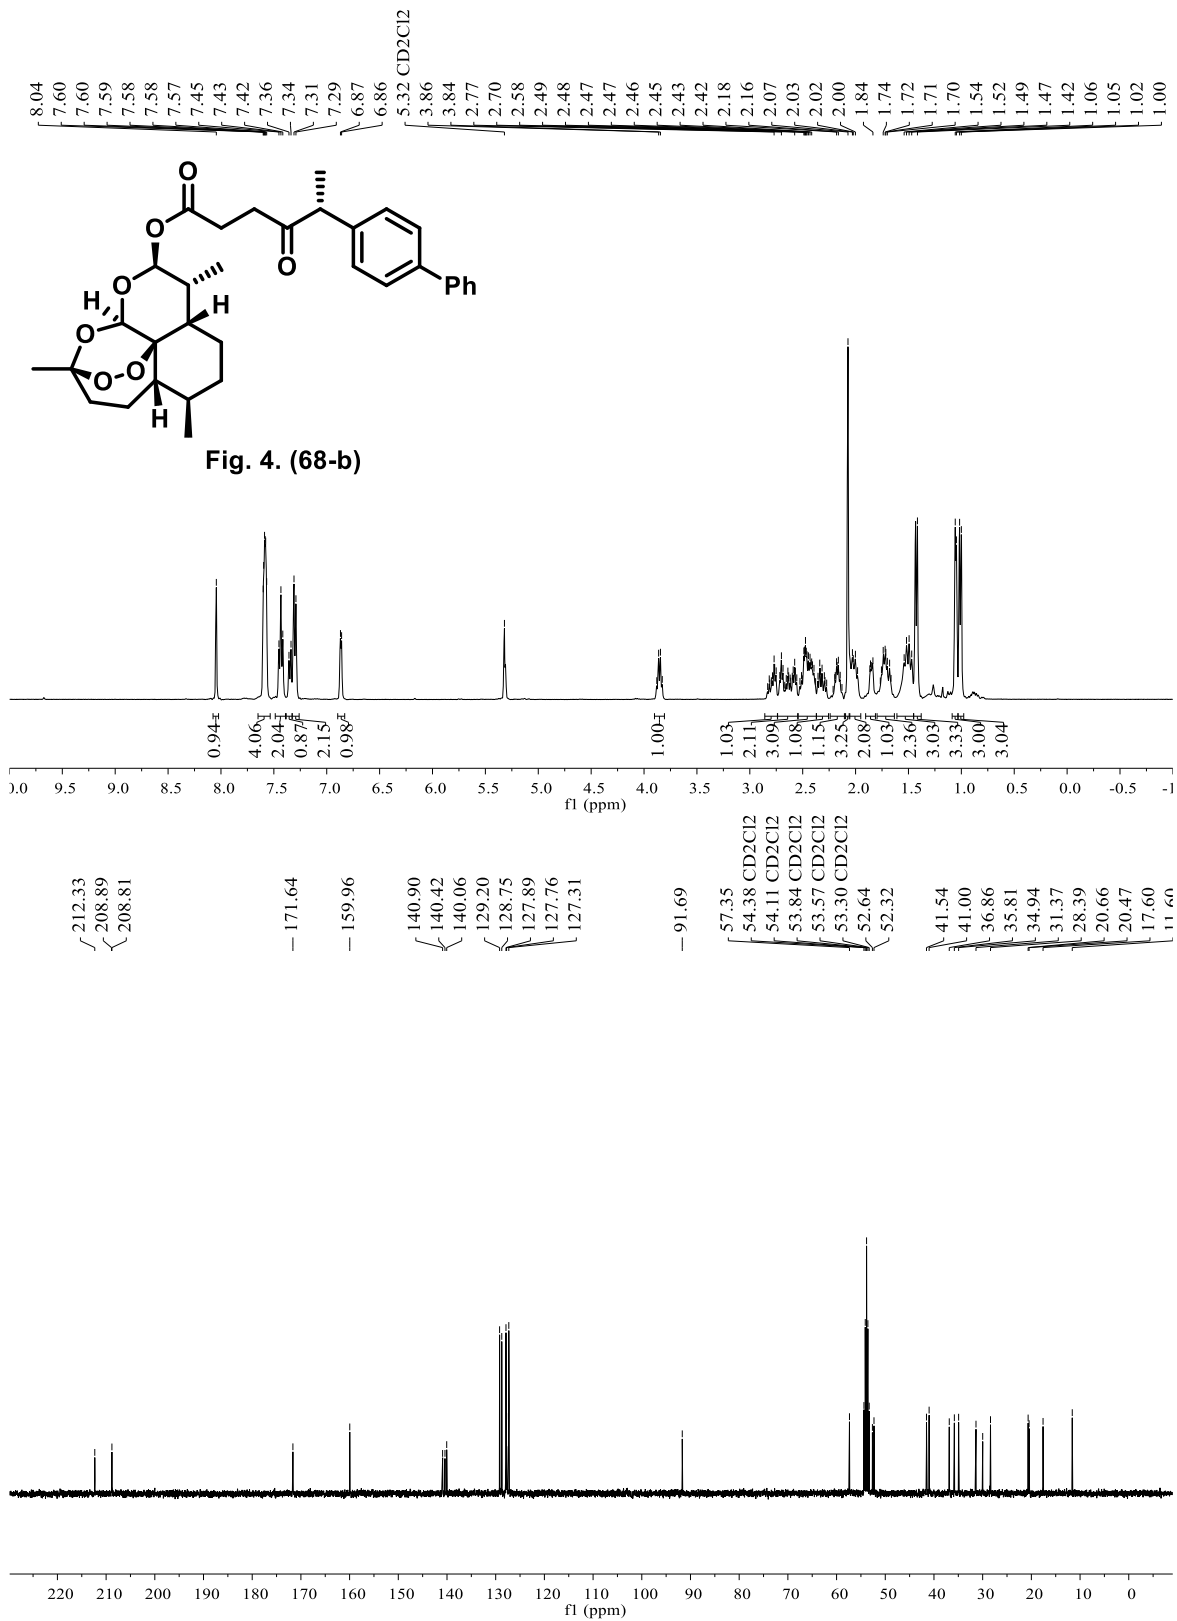 8.04 7.60 7.60 7.59 7.58 7.58 7.57 7.45 7.43 7.42 7.36 7.34 7.31 7.29 6.87 6.86 5.32 CD2Cl2 3.86 3.84 2.77 2.70 2.58 2.49 2.48 2.47 2.47 2.46 2.45 2.43 2.42 2.18 2.16 2.07 2.03 2.02 2.00 1.84 1.74 1.72 1.71 1.70 1.54 1.52 1.49 1.47 1.42 1.06 1.05 1.02 1.00
O
O
O
O
H
H
Ph
O
O
O
H
Fig. 4. (68-b)
0.94 4.06 2.04 0.87 2.15 0.98 1.00 1.03 2.11 3.09 1.08 1.15 3.25 2.08 1.03 2.36 3.03 3.33 3.00 3.04
0.0 9.5 9.0 8.5 8.0 7.5 7.0 6.5 6.0 5.5 5.0 4.5 4.0 3.5 3.0 2.5 2.0 1.5 1.0 0.5 0.0 -0.5 -1
f1 (ppm)
212.33 208.89 208.81 171.64 159.96 140.90 140.42 140.06 129.20 128.75 127.89 127.76 127.31 91.69 57.35 54.38 CD2Cl2 54.11 CD2Cl2 53.84 CD2Cl2 53.57 CD2Cl2 53.30 CD2Cl2 52.64 52.32 41.54 41.00 36.86 35.81 34.94 31.37 28.39 20.66 20.47 17.60 11.60
220 210 200 190 180 170 160 150 140 130 120 110 100 90 80 70 60 50 40 30 20 10 0
f1 (ppm)